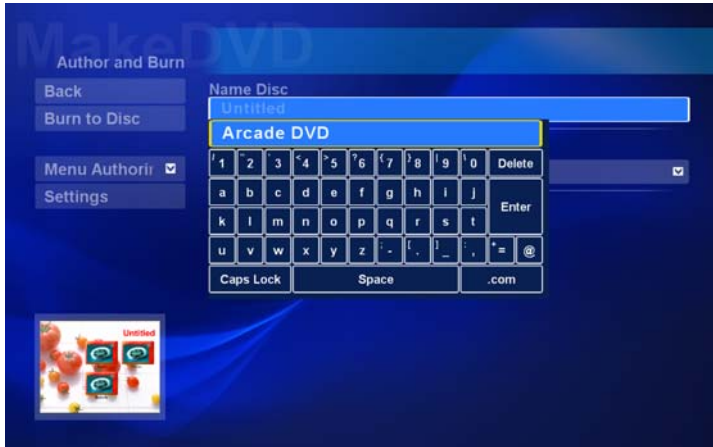 MakeDVD
Author and Burn
Back
Name Disc
Untitled
Burn to Disc
Arcade DVD
/ 1 " 2 ' 3 < 4 > 5 ? 6 { 7 } 8 | 9 \ 0 Delete
Menu Authorin
a b c d e f g h i j
Enter
Settings
k l m n o p q r s t
u v w x y z ; - [ . ] _ : , + = @
Caps Lock Space .com
Untitled